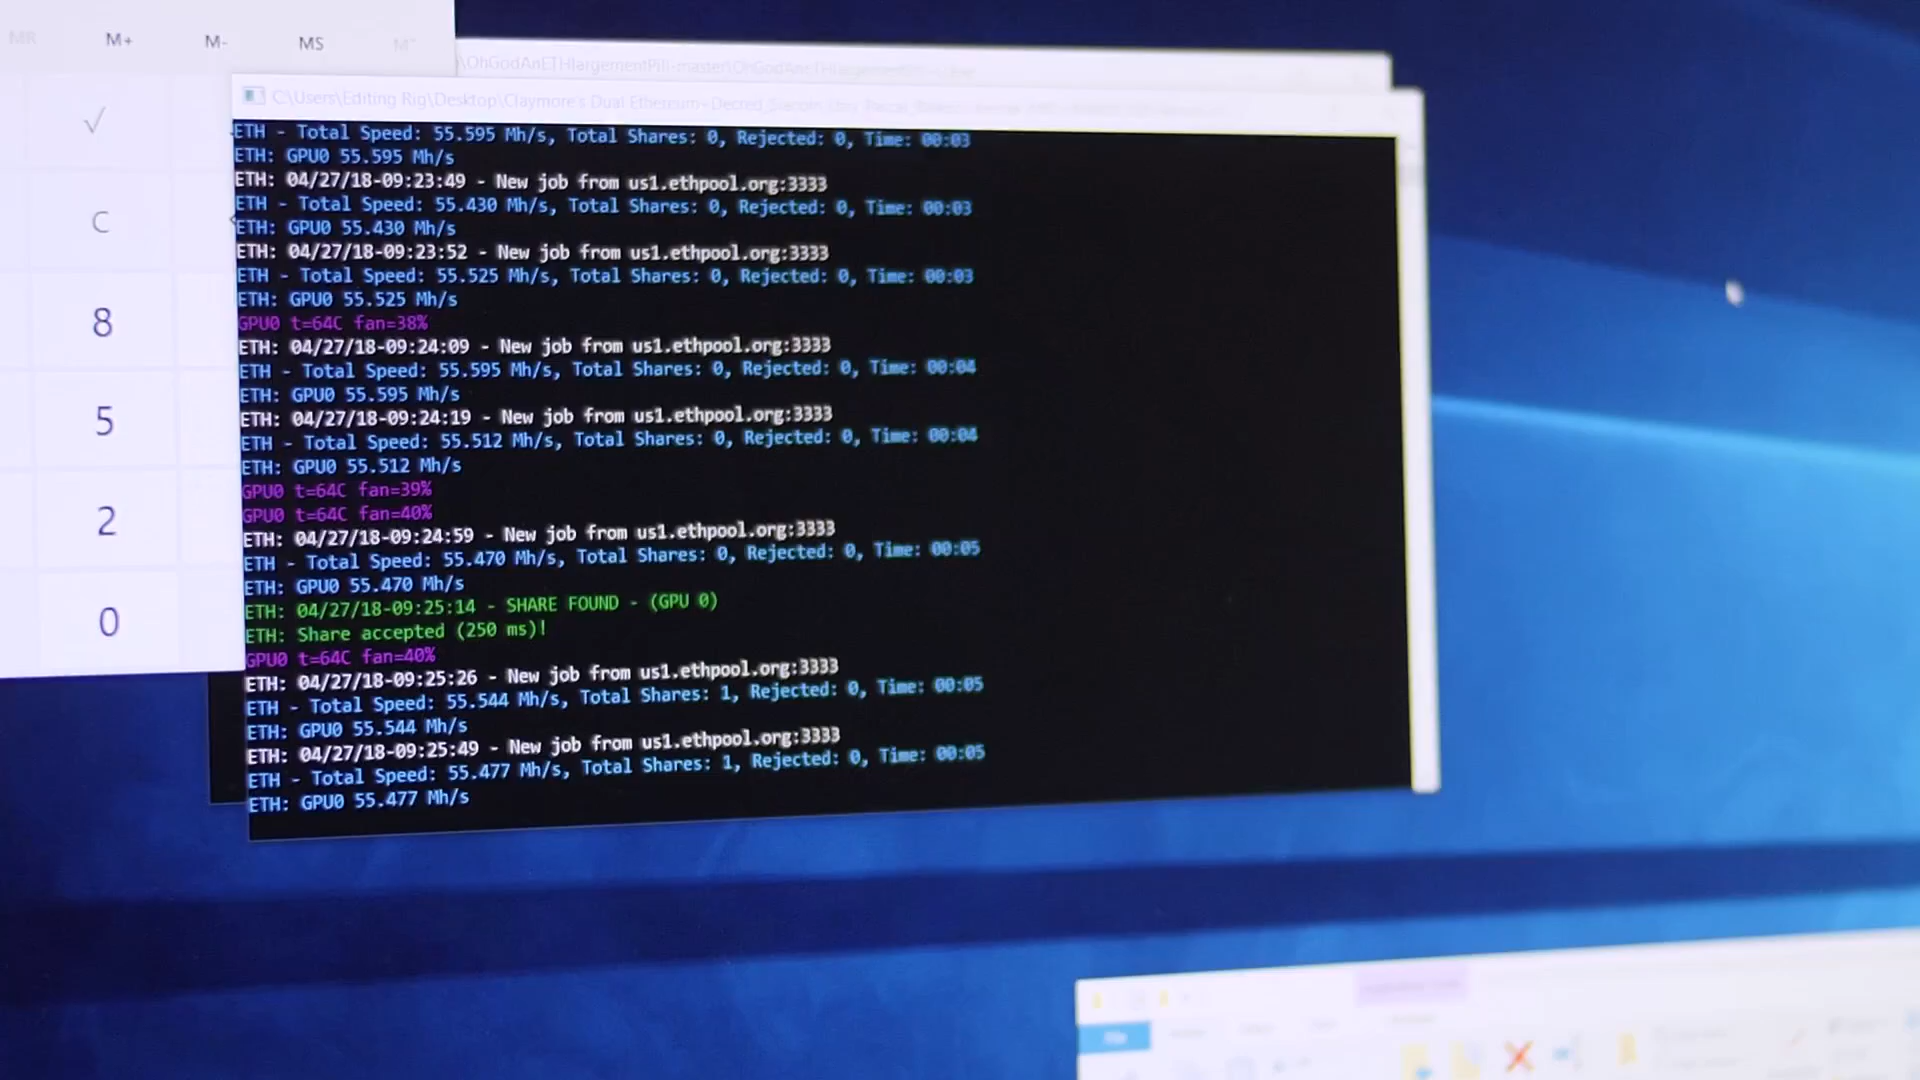 MR M+ M- MS
\OhGodAnETHlargementPill-master\
C:\Users\Editing Rig\Desktop\Claymore's Dual Ethereum
√
C
8
5
2
0
ETH - Total Speed: 55.595 Mh/s, Total Shares: 0, Rejected: 0, Time: 00:03
ETH: GPU0 55.595 Mh/s
ETH: 04/27/18-09:23:49 - New job from us1.ethpool.org:3333
ETH - Total Speed: 55.430 Mh/s, Total Shares: 0, Rejected: 0, Time: 00:03
ETH: GPU0 55.430 Mh/s
ETH: 04/27/18-09:23:52 - New job from us1.ethpool.org:3333
ETH - Total Speed: 55.525 Mh/s, Total Shares: 0, Rejected: 0, Time: 00:03
ETH: GPU0 55.525 Mh/s
GPU0 t=64C fan=38%
ETH: 04/27/18-09:24:09 - New job from us1.ethpool.org:3333
ETH - Total Speed: 55.595 Mh/s, Total Shares: 0, Rejected: 0, Time: 00:04
ETH: GPU0 55.595 Mh/s
ETH: 04/27/18-09:24:19 - New job from us1.ethpool.org:3333
ETH - Total Speed: 55.512 Mh/s, Total Shares: 0, Rejected: 0, Time: 00:04
ETH: GPU0 55.512 Mh/s
GPU0 t=64C fan=39%
GPU0 t=64C fan=40%
ETH: 04/27/18-09:24:59 - New job from us1.ethpool.org:3333
ETH - Total Speed: 55.470 Mh/s, Total Shares: 0, Rejected: 0, Time: 00:05
ETH: GPU0 55.470 Mh/s
ETH: 04/27/18-09:25:14 - SHARE FOUND - (GPU 0)
ETH: Share accepted (250 ms)!
GPU0 t=64C fan=40%
ETH: 04/27/18-09:25:26 - New job from us1.ethpool.org:3333
ETH - Total Speed: 55.544 Mh/s, Total Shares: 1, Rejected: 0, Time: 00:05
ETH: GPU0 55.544 Mh/s
ETH: 04/27/18-09:25:49 - New job from us1.ethpool.org:3333
ETH - Total Speed: 55.477 Mh/s, Total Shares: 1, Rejected: 0, Time: 00:05
ETH: GPU0 55.477 Mh/s